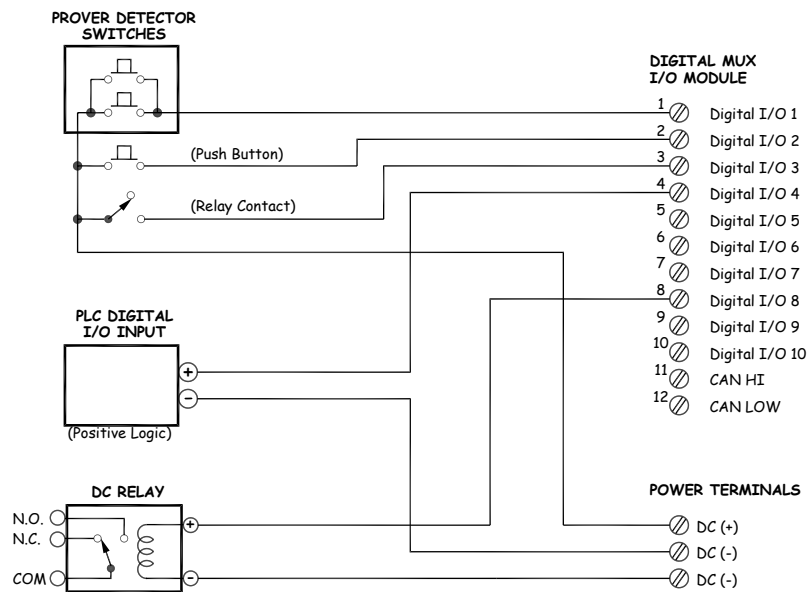 PROVER DETECTOR
SWITCHES
DIGITAL MUX
I/O MODULE
1
Digital I/O 1
2
Digital I/O 2
(Push Button)
3
Digital I/O 3
4
Digital I/O 4
(Relay Contact)
5
Digital I/O 5
6
Digital I/O 6
7
Digital I/O 7
8
Digital I/O 8
9
Digital I/O 9
10
Digital I/O 10
11
CAN HI
12
CAN LOW
PLC DIGITAL
I/O INPUT
+
−
(Positive Logic)
DC RELAY
N.O.
N.C.
COM
+
-
POWER TERMINALS
DC (+)
DC (-)
DC (-)